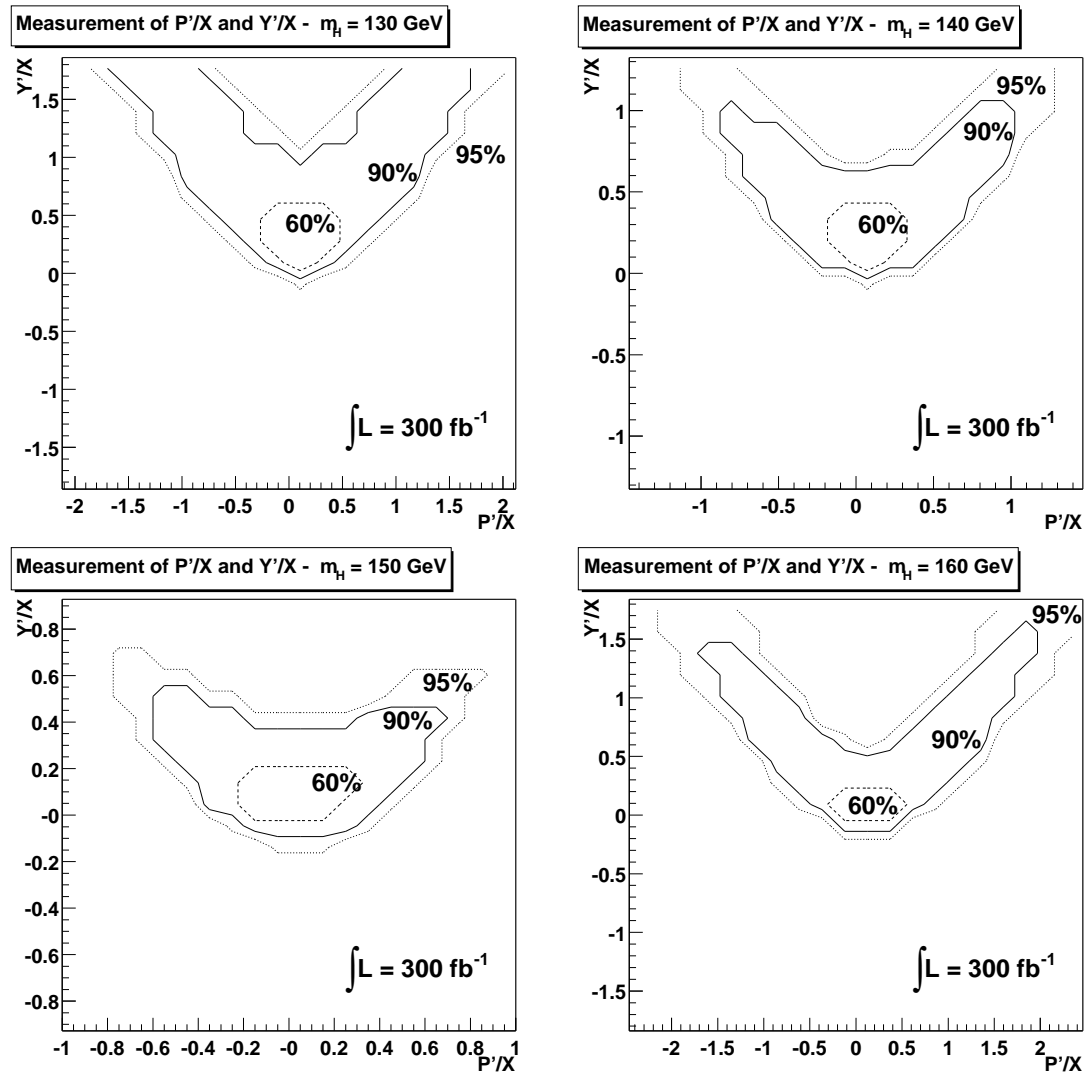 Measurement of P'/X and Y'/X - mH = 130 GeV
Y'/X
1.5
1
0.5
0
-0.5
-1
-1.5
95%
90%
60%
∫L = 300 fb-1
-2 -1.5 -1 -0.5 0 0.5 1 1.5 2
P'/X
Measurement of P'/X and Y'/X - mH = 140 GeV
Y'/X
1
0.5
0
-0.5
-1
95%
90%
60%
∫L = 300 fb-1
-1 -0.5 0 0.5 1
P'/X
Measurement of P'/X and Y'/X - mH = 150 GeV
Y'/X
0.8
0.6
0.4
0.2
-0
-0.2
-0.4
-0.6
-0.8
95%
90%
60%
∫L = 300 fb-1
-1 -0.8 -0.6 -0.4 -0.2 -0 0.2 0.4 0.6 0.8 1
P'/X
Measurement of P'/X and Y'/X - mH = 160 GeV
Y'/X
1.5
1
0.5
0
-0.5
-1
-1.5
95%
90%
60%
∫L = 300 fb-1
-2 -1.5 -1 -0.5 0 0.5 1 1.5 2
P'/X